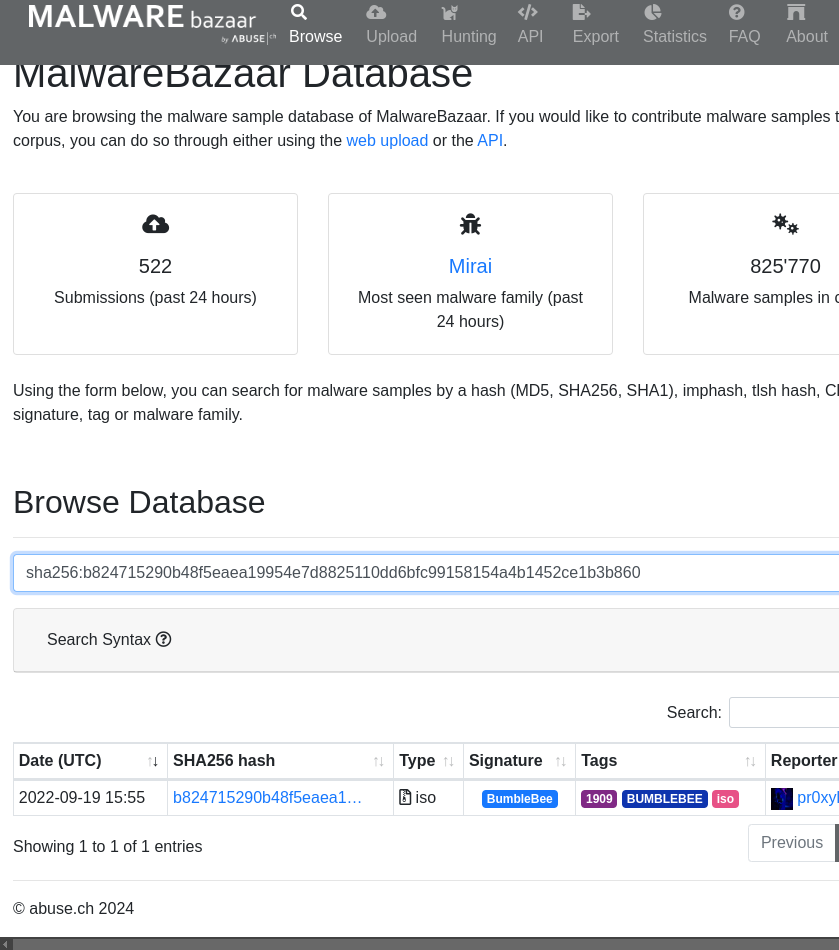 MALWARE bazaar
by ABUSE ch
Browse
Upload
Hunting
API
Export
Statistics
FAQ
About
MalwareBazaar Database
You are browsing the malware sample database of MalwareBazaar. If you would like to contribute malware samples t
corpus, you can do so through either using the web upload or the API.
522
Submissions (past 24 hours)
Mirai
Most seen malware family (past
24 hours)
825'770
Malware samples in c
Using the form below, you can search for malware samples by a hash (MD5, SHA256, SHA1), imphash, tlsh hash, Cl
signature, tag or malware family.
Browse Database
sha256:b824715290b48f5eaea19954e7d8825110dd6bfc99158154a4b1452ce1b3b860
Search Syntax
Search:
Date (UTC) SHA256 hash Type Signature Tags Reporter
2022-09-19 15:55 b824715290b48f5eaea1… iso BumbleBee 1909 BUMBLEBEE iso pr0xyl
Showing 1 to 1 of 1 entries
Previous
© abuse.ch 2024